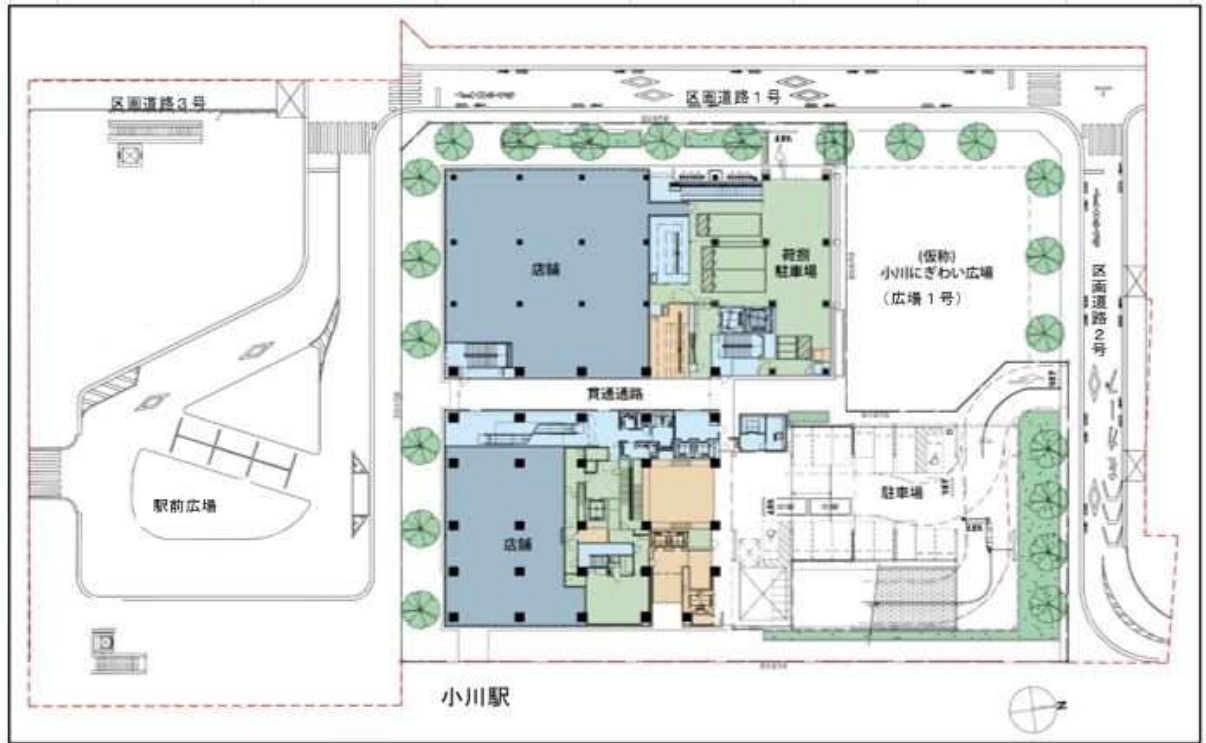 区画道路3号
区画道路1号
店舗
荷捌
駐車場
(仮称)
小川にぎわい広場
(広場1号)
区画道路2号
貫通通路
駅前広場
店舗
駐車場
小川駅
N